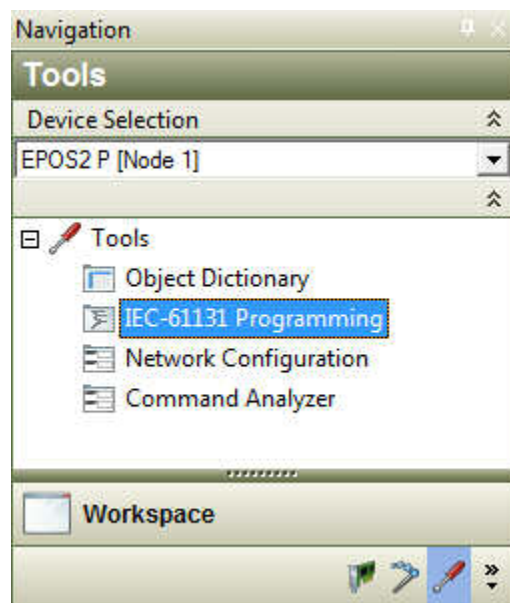 Navigation
Tools
Device Selection
EPOS2 P [Node 1]
Tools
Object Dictionary
IEC-61131 Programming
Network Configuration
Command Analyzer
Workspace